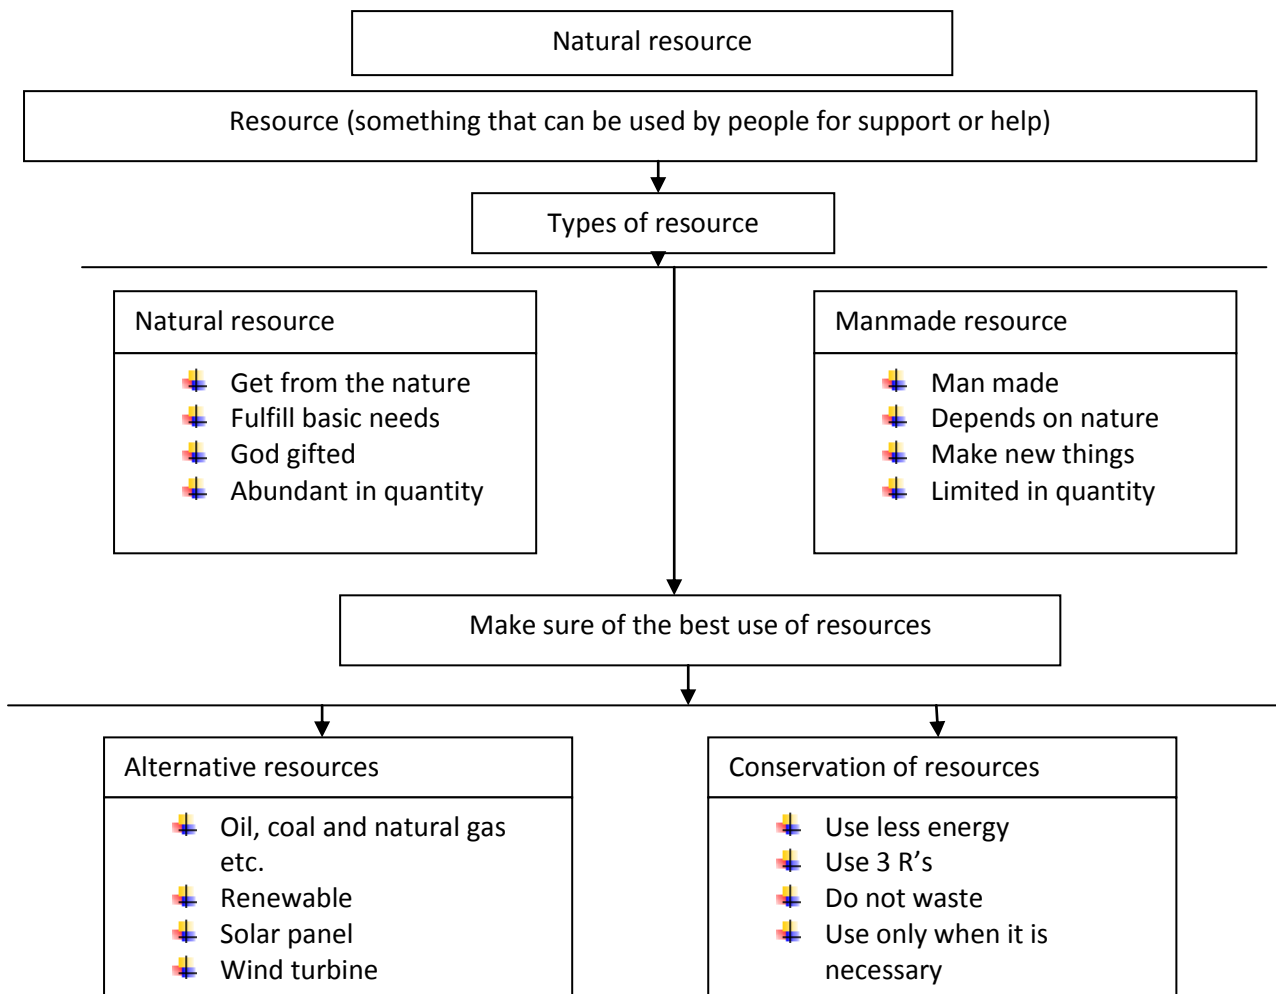 Natural resource
Resource (something that can be used by people for support or help)
Types of resource
Natural resource
Get from the nature
Fulfill basic needs
God gifted
Abundant in quantity
Manmade resource
Man made
Depends on nature
Make new things
Limited in quantity
Make sure of the best use of resources
Alternative resources
Oil, coal and natural gas
etc.
Renewable
Solar panel
Wind turbine
Conservation of resources
Use less energy
Use 3 R’s
Do not waste
Use only when it is
necessary